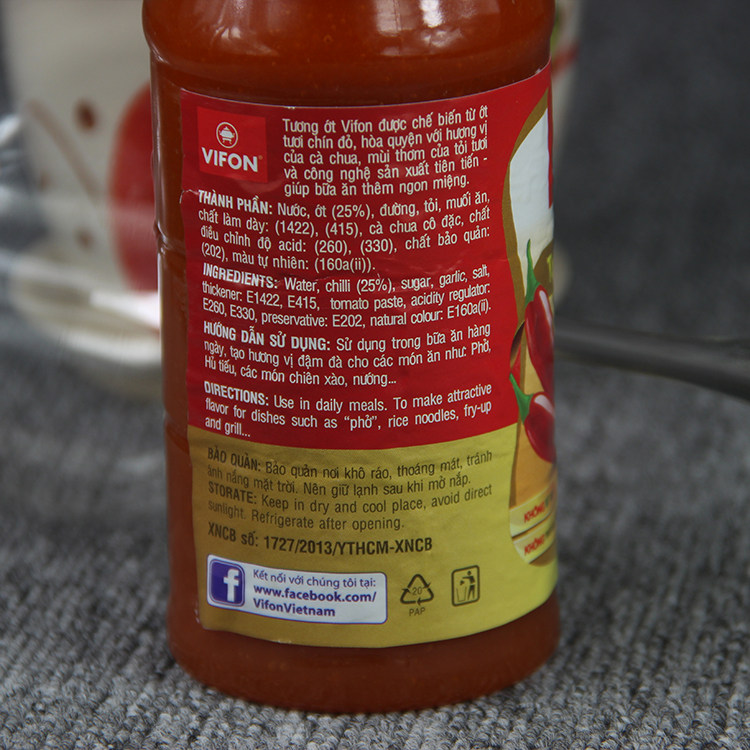 VIFON
Tương ớt Vifon được chế biến từ ớt
tươi chín đỏ, hòa quyện với hương vị
của cà chua, mùi thơm của tỏi tươi
và công nghệ sản xuất tiên tiến -
giúp bữa ăn thêm ngon miệng.
THÀNH PHẦN: Nước, ớt (25%), đường, tỏi, muối ăn,
chất làm dày: (1422), (415), cà chua cô đặc, chất
điều chỉnh độ acid: (260), (330), chất bảo quản:
(202), màu tự nhiên: (160a(ii)).
INGREDIENTS: Water, chilli (25%), sugar, garlic, salt,
thickener: E1422, E415, tomato paste, acidity regulator:
E260, E330, preservative: E202, natural colour: E160a(ii).
HƯỚNG DẪN SỬ DỤNG: Sử dụng trong bữa ăn hàng
ngày, tạo hương vị đậm đà cho các món ăn như: Phở,
Hủ tiếu, các món chiên xào, nướng...
DIRECTIONS: Use in daily meals. To make attractive
flavor for dishes such as "phở", rice noodles, fry-up
and grill...
BẢO QUẢN: Bảo quản nơi khô ráo, thoáng mát, tránh
ánh nắng mặt trời. Nên giữ lạnh sau khi mở nắp.
STORATE: Keep in dry and cool place, avoid direct
sunlight. Refrigerate after opening.
XNCB số: 1727/2013/YTHCM-XNCB
f
Kết nối với chúng tôi tại:
www.facebook.com/
VifonVietnam
20
PAP
KHÔNG
KHÔNG